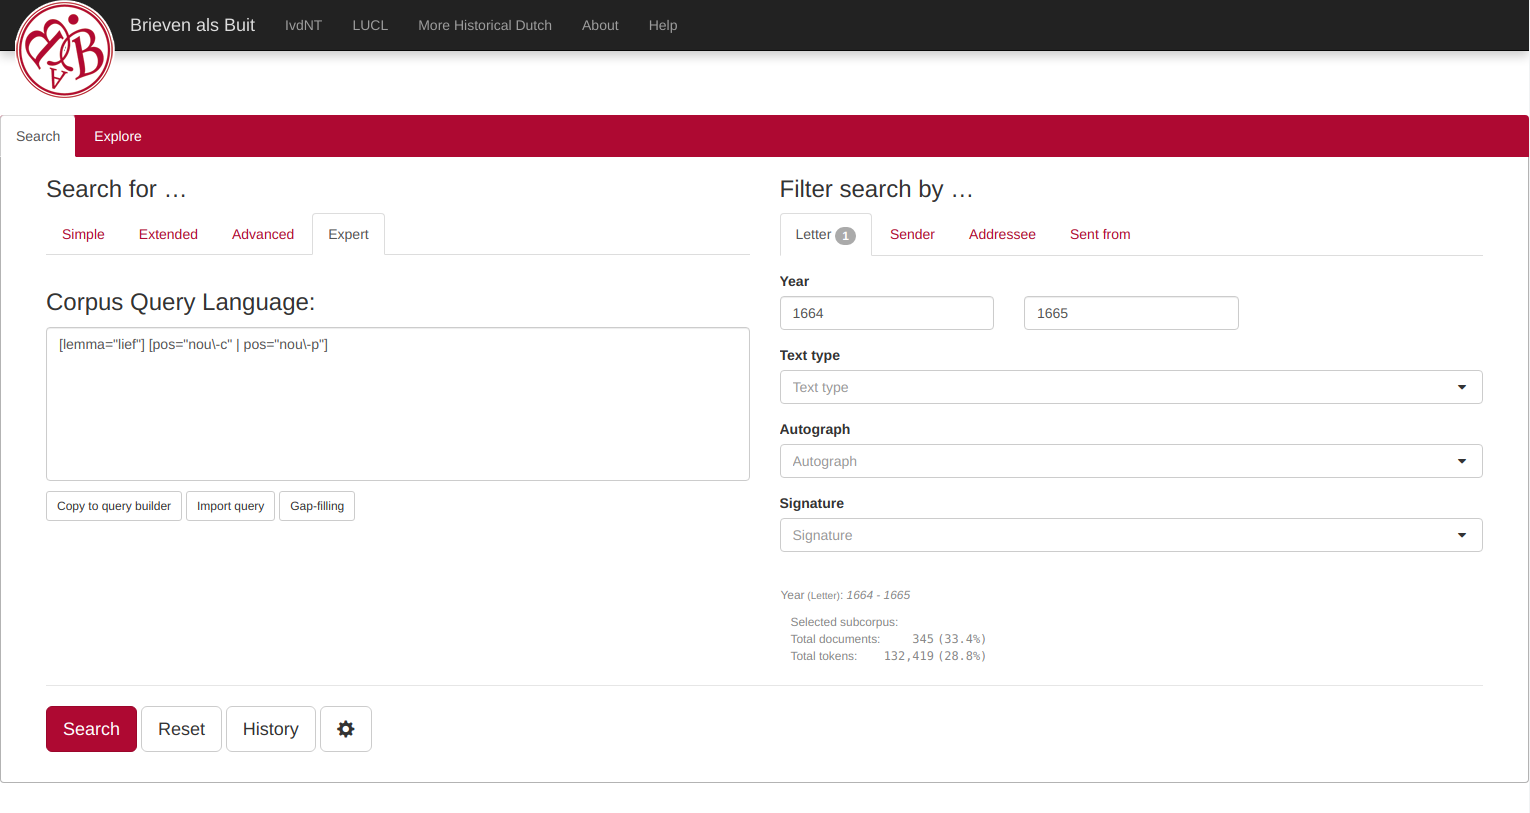 Brieven als Buit IvdNT LUCL More Historical Dutch About Help
B
A
B
Search Explore
Search for …
Simple Extended Advanced Expert
Corpus Query Language:
[lemma="lief"] [pos="nou\-c" | pos="nou\-p"]
Copy to query builder Import query Gap-filling
Filter search by …
Letter 1 Sender Addressee Sent from
Year
1664 1665
Text type
Text type
Autograph
Autograph
Signature
Signature
Year (Letter): 1664 - 1665
Selected subcorpus:
Total documents: 345 (33.4%)
Total tokens: 132,419 (28.8%)
Search Reset History